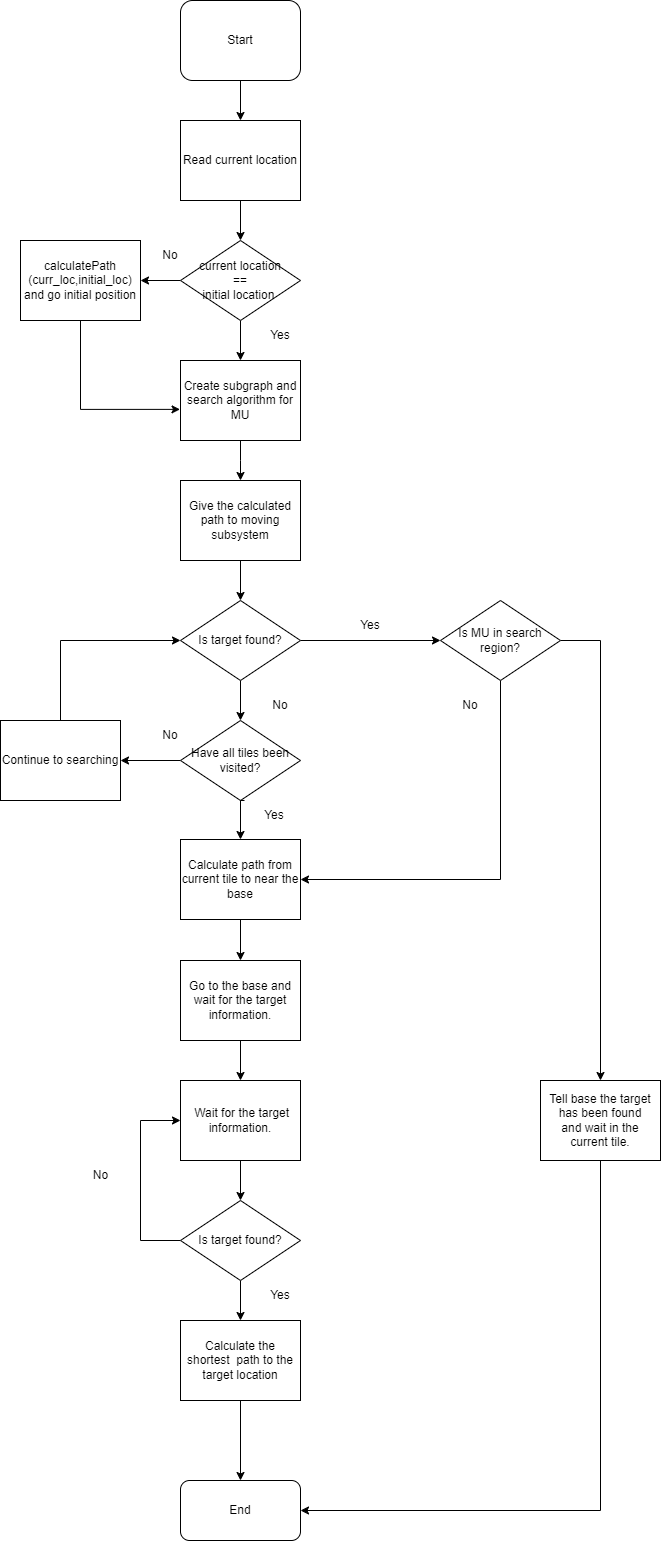 Start
Read current location
No
calculatePath
(curr_loc,initial_loc)
and go initial position
current location
==
initial location
Yes
Create subgraph and
search algorithm for
MU
Give the calculated
path to moving
subsystem
Is target found?
Yes
Is MU in search
region?
No
No
No
Continue to searching
Have all tiles been
visited?
Yes
Calculate path from
current tile to near the
base
Go to the base and
wait for the target
information.
Wait for the target
information.
Tell base the target
has been found
and wait in the
current tile.
No
Is target found?
Yes
Calculate the
shortest  path to the
target location
End